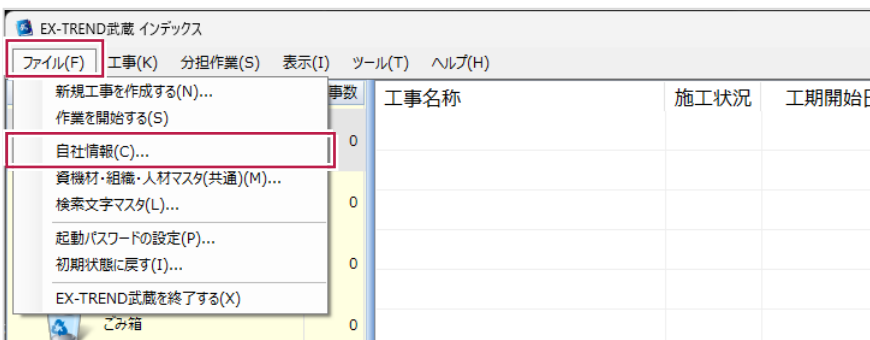 EX-TREND武蔵 インデックス
ファイル(F) 工事(K) 分担作業(S) 表示(I) ツール(T) ヘルプ(H)
新規工事を作成する(N)...
作業を開始する(S)
自社情報(C)...
資機材・組織・人材マスタ(共通)(M)...
検索文字マスタ(L)...
起動パスワードの設定(P)...
初期状態に戻す(I)...
EX-TREND武蔵を終了する(X)
ごみ箱
事数
0
0
0
0
工事名称 施工状況 工期開始